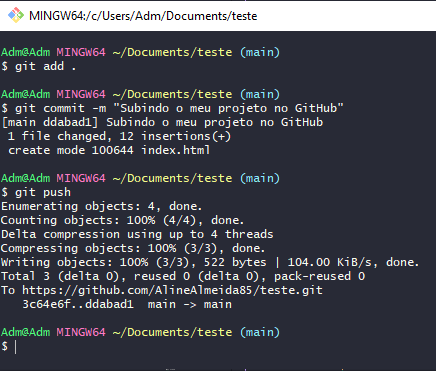 MINGW64:/c/Users/Adm/Documents/teste
Adm@Adm MINGW64 ~/Documents/teste (main)
$ git add .
Adm@Adm MINGW64 ~/Documents/teste (main)
$ git commit -m "Subindo o meu projeto no GitHub"
[main ddabad1] Subindo o meu projeto no GitHub
1 file changed, 12 insertions(+)
create mode 100644 index.html
Adm@Adm MINGW64 ~/Documents/teste (main)
$ git push
Enumerating objects: 4, done.
Counting objects: 100% (4/4), done.
Delta compression using up to 4 threads
Compressing objects: 100% (3/3), done.
Writing objects: 100% (3/3), 522 bytes | 104.00 KiB/s, done.
Total 3 (delta 0), reused 0 (delta 0), pack-reused 0
To https://github.com/AlineAlmeida85/teste.git
3c64e6f..ddabad1  main -> main
Adm@Adm MINGW64 ~/Documents/teste (main)
$